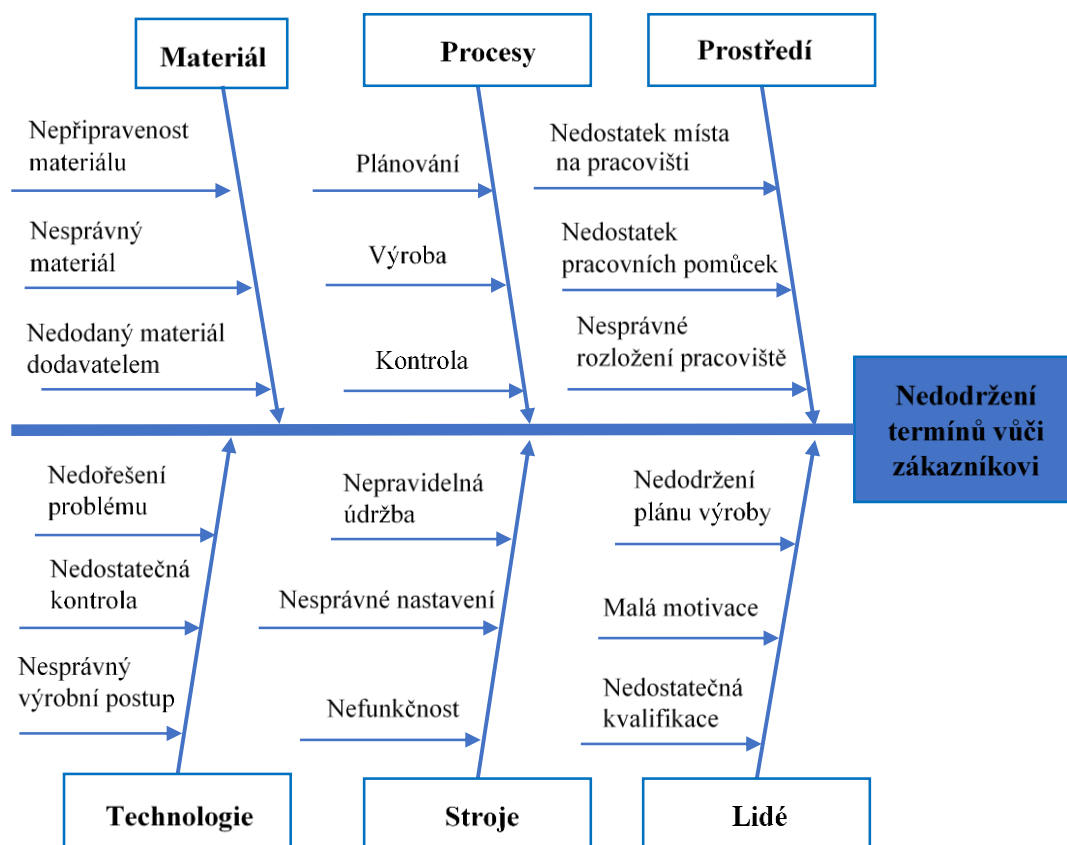 Materiál
Procesy
Prostředí
Nepřipravenost
materiálu
Nesprávný
materiál
Nedodaný materiál
dodavatelem
Plánování
Výroba
Kontrola
Nedostatek místa
na pracovišti
Nedostatek
pracovních pomůcek
Nesprávné
rozložení pracoviště
Nedodržení
termínů vůči
zákazníkovi
Nedořešení
problému
Nedostatečná
kontrola
Nesprávný
výrobní postup
Nepravidelná
údržba
Nesprávné nastavení
Nefunkčnost
Nedodržení
plánu výroby
Malá motivace
Nedostatečná
kvalifikace
Technologie
Stroje
Lidé